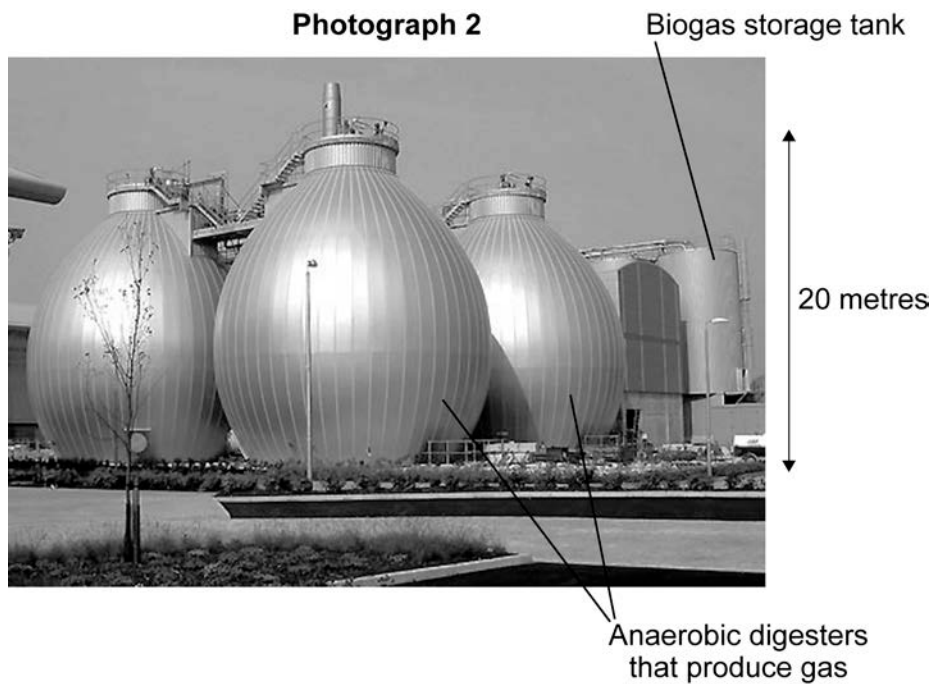 Photograph 2
Biogas storage tank
20 metres
Anaerobic digesters
that produce gas